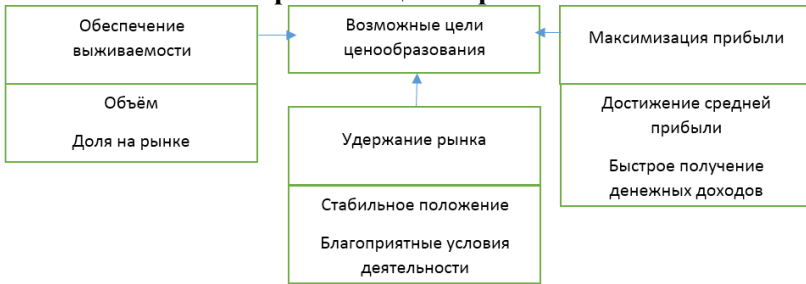 Обеспечение
выживаемости
Объём
Доля на рынке
Возможные цели
ценообразования
Удержание рынка
Стабильное положение
Благоприятные условия
деятельности
Максимизация прибыли
Достижение средней
прибыли
Быстрое получение
денежных доходов